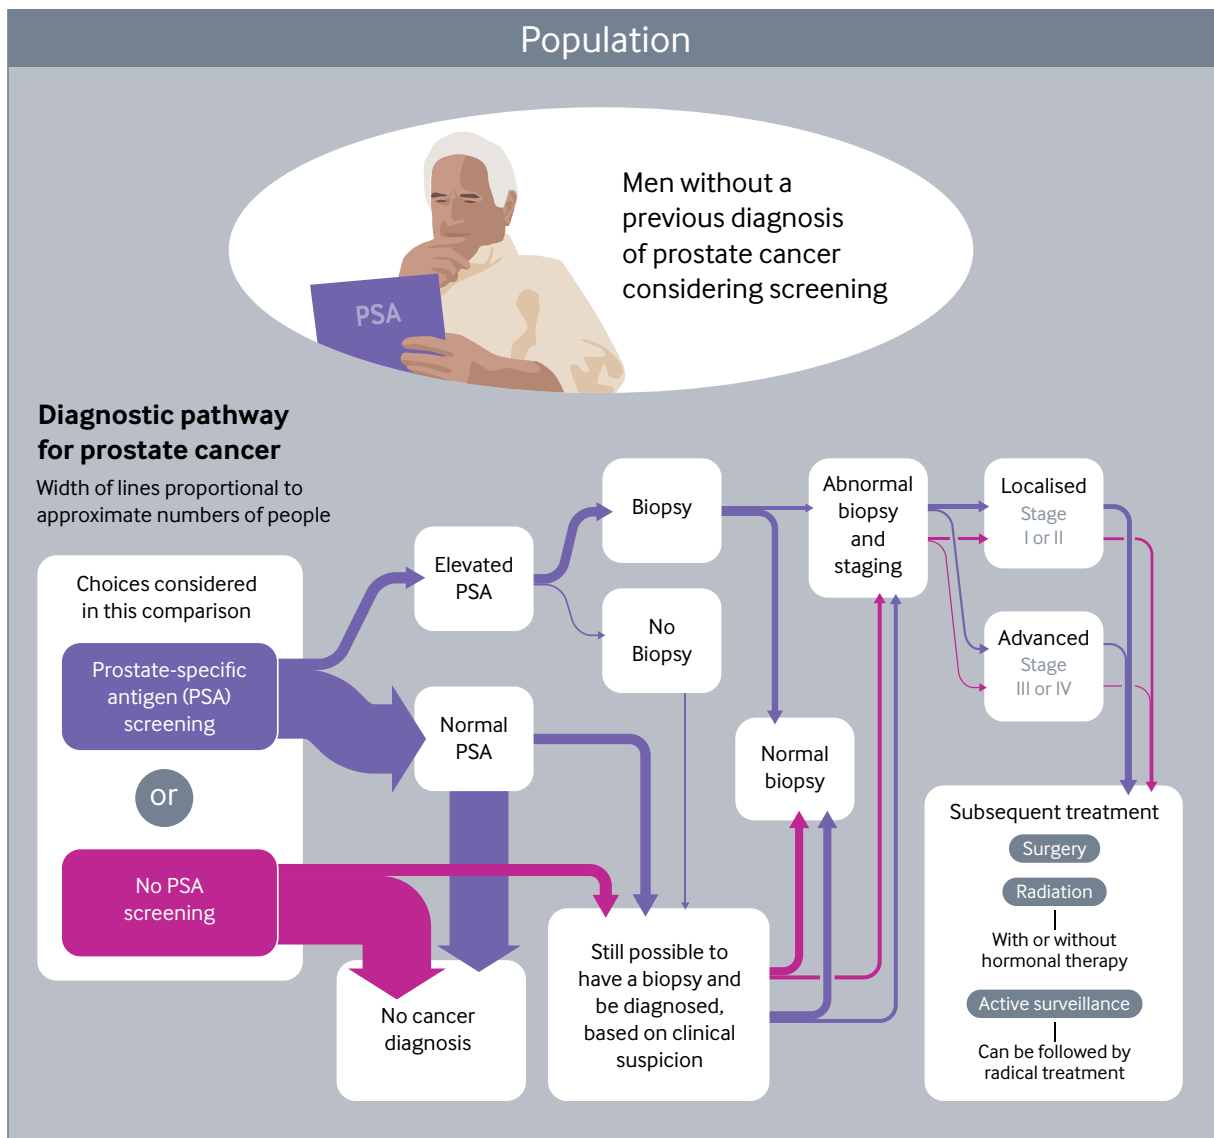 Population
Men without a
previous diagnosis
of prostate cancer
considering screening
PSA
Diagnostic pathway
for prostate cancer
Width of lines proportional to
approximate numbers of people
Choices considered
in this comparison
Prostate-specific
antigen (PSA)
screening
or
No PSA
screening
Elevated
PSA
Normal
PSA
No cancer
diagnosis
Biopsy
No
Biopsy
Still possible to
have a biopsy and
be diagnosed,
based on clinical
suspicion
Normal
biopsy
Abnormal
biopsy
and
staging
Localised
Stage
I or II
Advanced
Stage
III or IV
Subsequent treatment
Surgery
Radiation
With or without
hormonal therapy
Active surveillance
Can be followed by
radical treatment